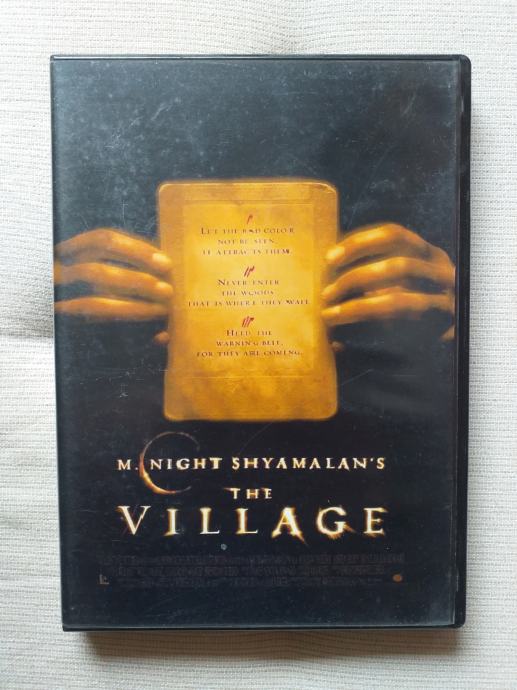 I
LET THE BAD COLOR
NOT BE SEEN.
IT ATTRACTS THEM.
II
NEVER ENTER
THE WOODS
THAT IS WHERE THEY WAIT.
III
HEED THE
WARNING BELL,
FOR THEY ARE COMING.
M. NIGHT SHYAMALAN'S
THE
VILLAGE